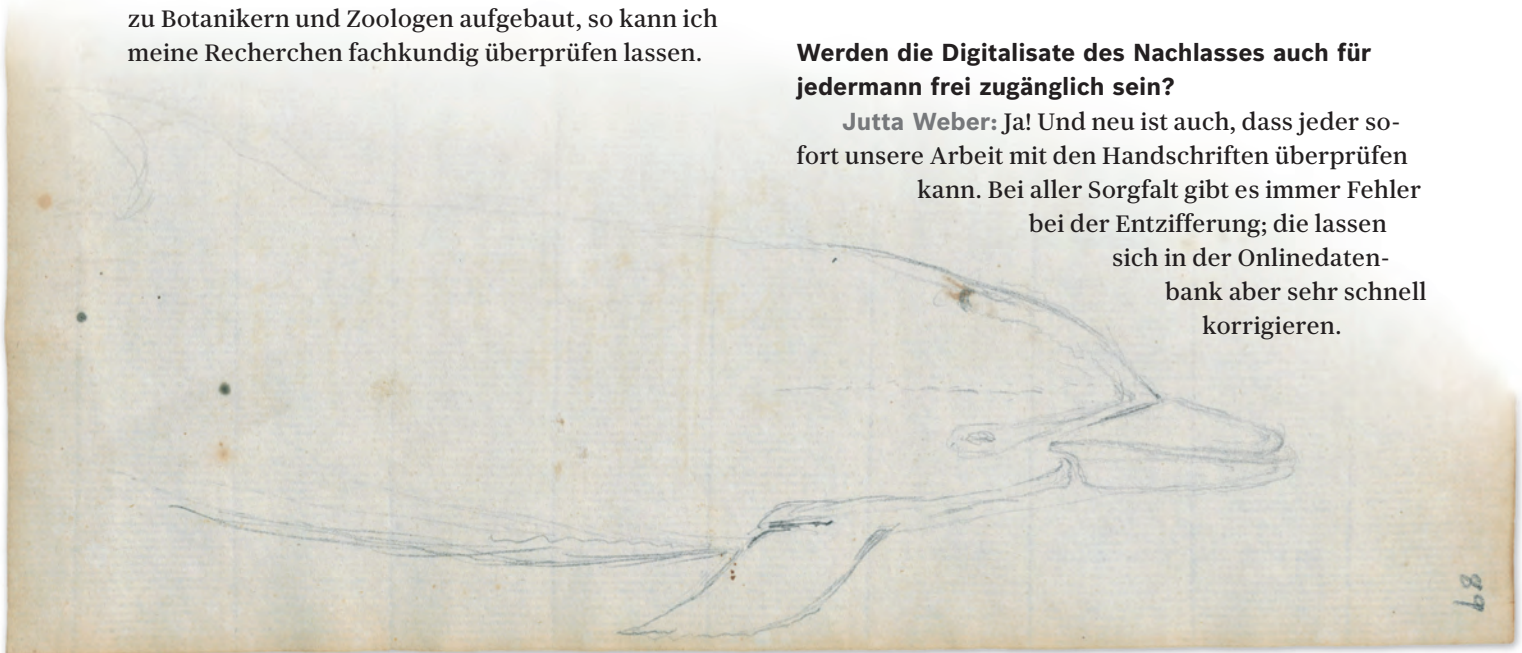 zu Botanikern und Zoologen aufgebaut, so kann ich
meine Recherchen fachkundig überprüfen lassen.
Werden die Digitalisate des Nachlasses auch für
jedermann frei zugänglich sein?
Jutta Weber: Ja! Und neu ist auch, dass jeder so-
fort unsere Arbeit mit den Handschriften überprüfen
kann. Bei aller Sorgfalt gibt es immer Fehler
bei der Entzifferung; die lassen
sich in der Onlinedaten-
bank aber sehr schnell
korrigieren.